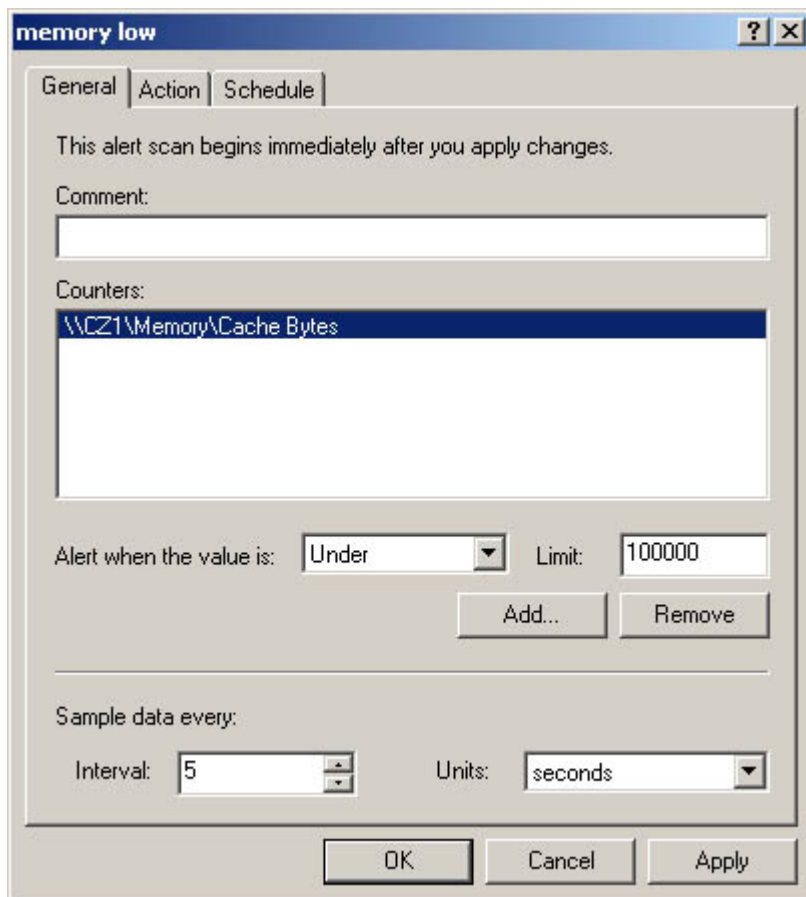 memory low
General Action Schedule
This alert scan begins immediately after you apply changes.
Comment:
Counters:
\\CZ1\Memory\Cache Bytes
Alert when the value is: Under Limit: 100000
Add... Remove
Sample data every:
Interval: 5 Units: seconds
OK Cancel Apply